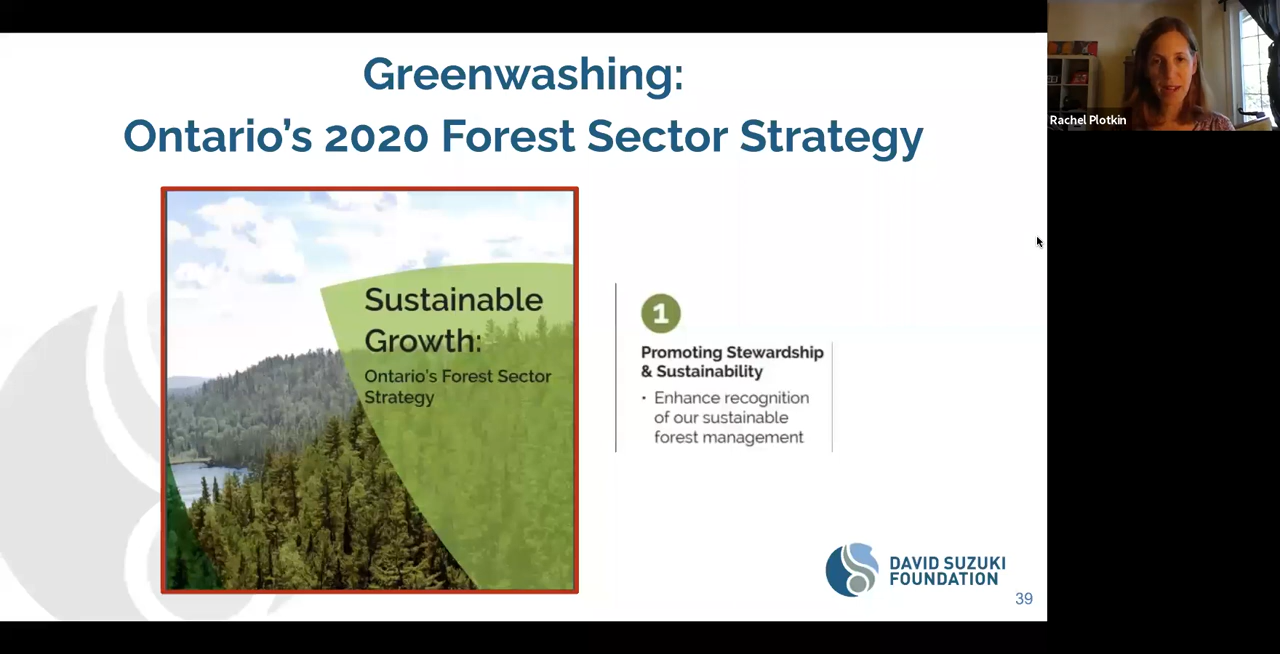 Greenwashing:
Ontario’s 2020 Forest Sector Strategy
Sustainable
Growth:
Ontario’s Forest Sector
Strategy
1
Promoting Stewardship
& Sustainability
• Enhance recognition
of our sustainable
forest management
DAVID SUZUKI
FOUNDATION
39
Rachel Plotkin